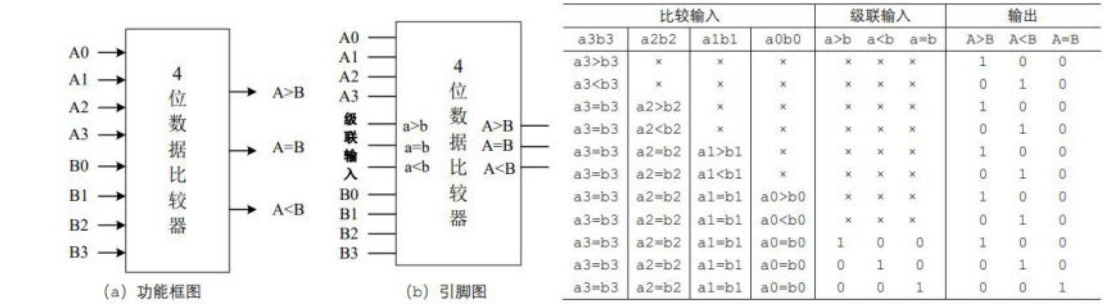 A0
A1
A2
A3
B0
B1
B2
B3
4
位
数
据
比
较
器
A>B
A=B
A<B
(a) 功能框图
A0
A1
A2
A3
级
联
输
入
B0
B1
B2
B3
a>b
a=b
a<b
4
位
数
据
比
较
器
A>B
A=B
A<B
(b) 引脚图
比较输入 级联输入 输出
a3b3 a2b2 a1b1 a0b0 a>b a<b a=b A>B A<B A=B
a3>b3 × × × × × × 1 0 0
a3<b3 × × × × × × 0 1 0
a3=b3 a2>b2 × × × × × 1 0 0
a3=b3 a2<b2 × × × × × 0 1 0
a3=b3 a2=b2 a1>b1 × × × × 1 0 0
a3=b3 a2=b2 a1<b1 × × × × 0 1 0
a3=b3 a2=b2 a1=b1 a0>b0 × × × 1 0 0
a3=b3 a2=b2 a1=b1 a0<b0 × × × 0 1 0
a3=b3 a2=b2 a1=b1 a0=b0 1 0 0 1 0 0
a3=b3 a2=b2 a1=b1 a0=b0 0 1 0 0 1 0
a3=b3 a2=b2 a1=b1 a0=b0 0 0 1 0 0 1